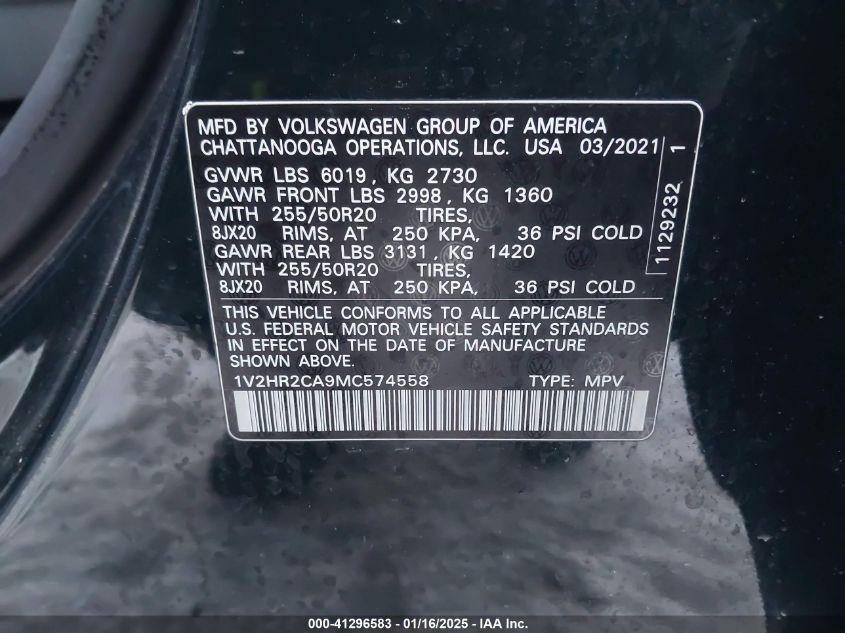 MFD BY VOLKSWAGEN GROUP OF AMERICA
CHATTANOOGA OPERATIONS, LLC. USA 03/2021
GVWR LBS 6019, KG 2730
GAWR FRONT LBS 2998, KG 1360
WITH 255/50R20 TIRES,
8JX20 RIMS, AT 250 KPA, 36 PSI COLD
GAWR REAR LBS 3131, KG 1420
WITH 255/50R20 TIRES,
8JX20 RIMS, AT 250 KPA, 36 PSI COLD
THIS VEHICLE CONFORMS TO ALL APPLICABLE
U.S. FEDERAL MOTOR VEHICLE SAFETY STANDARDS
IN EFFECT ON THE DATE OF MANUFACTURE
SHOWN ABOVE.
1V2HR2CA9MC574558 TYPE: MPV
1129232
1
000-41296583 - 01/16/2025 - IAA Inc.